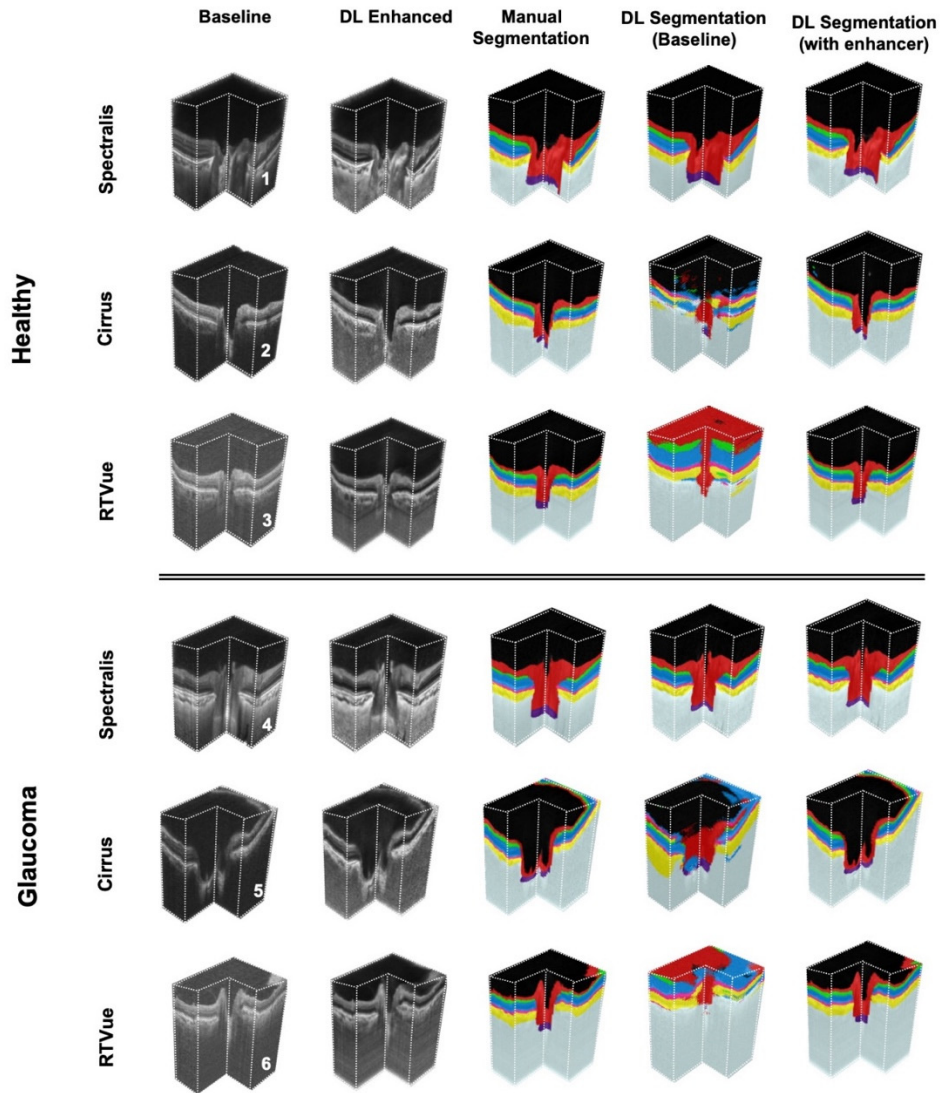 Baseline
DL Enhanced
Manual
Segmentation
DL Segmentation
(Baseline)
DL Segmentation
(with enhancer)
Healthy
Spectralis
1
Cirrus
2
RTVue
3
Glaucoma
Spectralis
4
Cirrus
5
RTVue
6